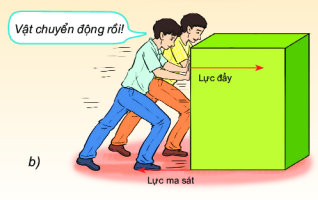 Vật chuyển động rồi!
Lực đẩy
b)
Lực ma sát